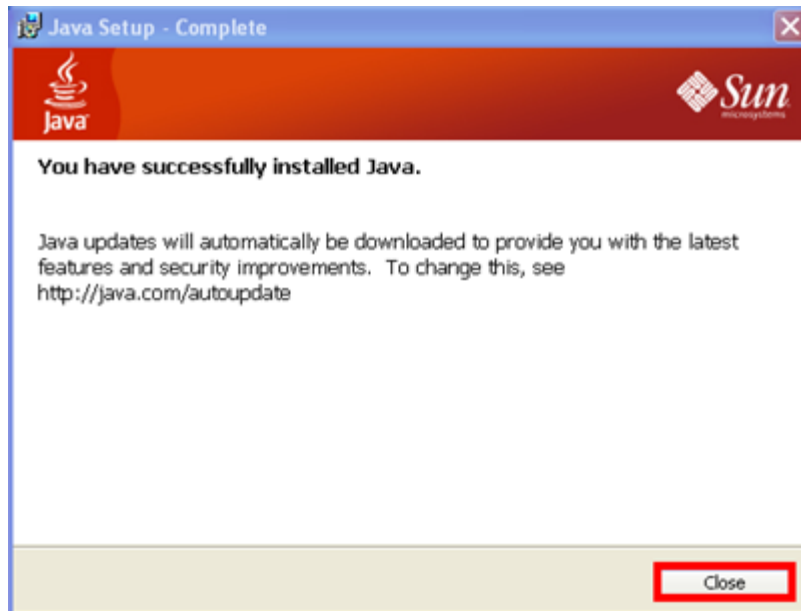 Java Setup - Complete
Java
Sun
microsystems
You have successfully installed Java.
Java updates will automatically be downloaded to provide you with the latest
features and security improvements. To change this, see
http://java.com/autoupdate
Close